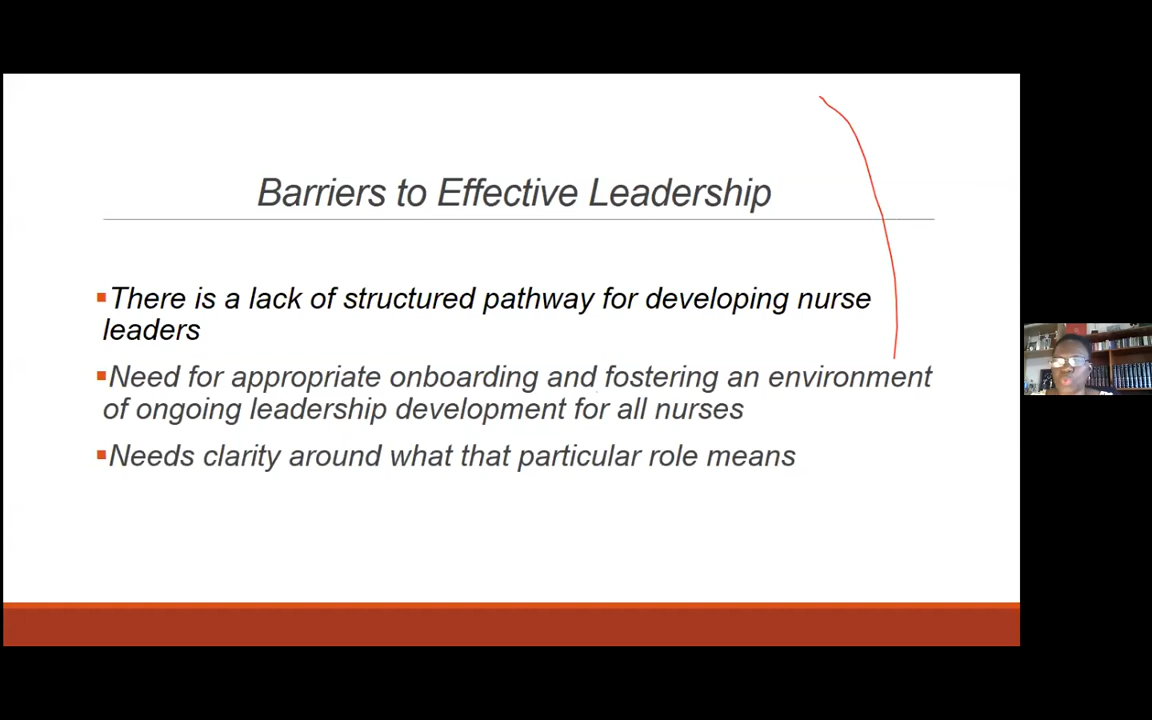 Barriers to Effective Leadership
There is a lack of structured pathway for developing nurse
leaders
Need for appropriate onboarding and fostering an environment
of ongoing leadership development for all nurses
Needs clarity around what that particular role means